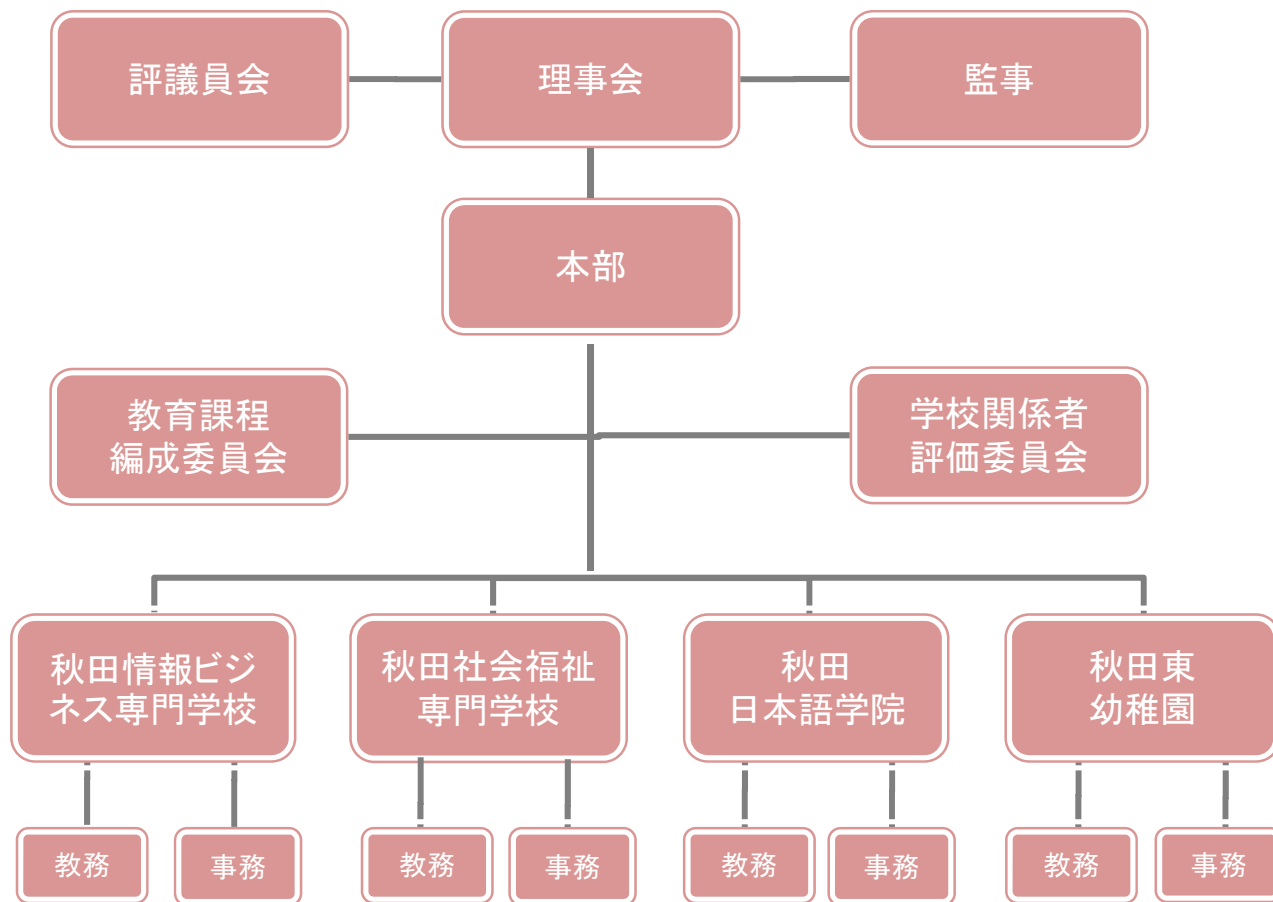 評議員会
理事会
監事
本部
教育課程
編成委員会
学校関係者
評価委員会
秋田情報ビジ
ネス専門学校
秋田社会福祉
専門学校
秋田
日本語学院
秋田東
幼稚園
教務
事務
教務
事務
教務
事務
教務
事務